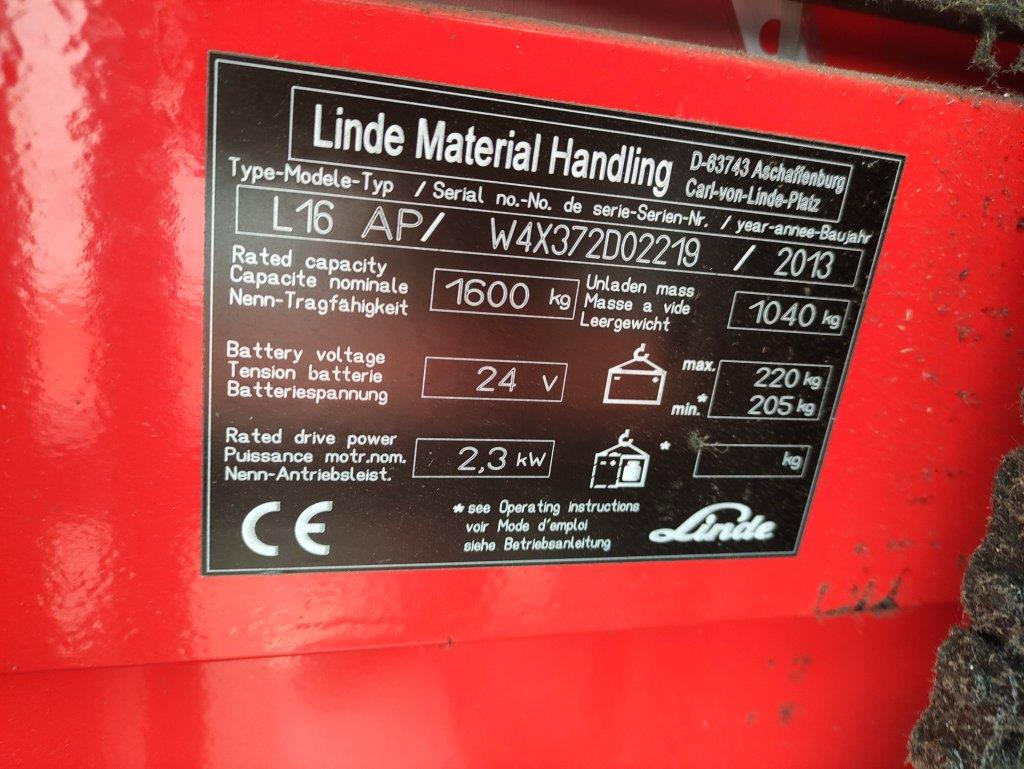 Linde Material Handling D-63743 Aschaffenburg
Carl-von-Linde-Platz
Type-Modele-Typ / Serial no.-No. de serie-Serien-Nr. / year-annee-Baujahr
L16 AP/ W4X372D02219 / 2013
Rated capacity
Capacite nominale
Nenn-Tragfähigkeit
1600 kg
Unladen mass
Masse a vide
Leergewicht
1040 kg
Battery voltage
Tension batterie
Batteriespannung
24 V
max. 220 kg
min.* 205 kg
Rated drive power
Puissance motr.nom.
Nenn-Antriebsleist.
2,3 kW
* kg
CE
* see Operating instructions
voir Mode d'emploi
siehe Betriebsanleitung
Linde